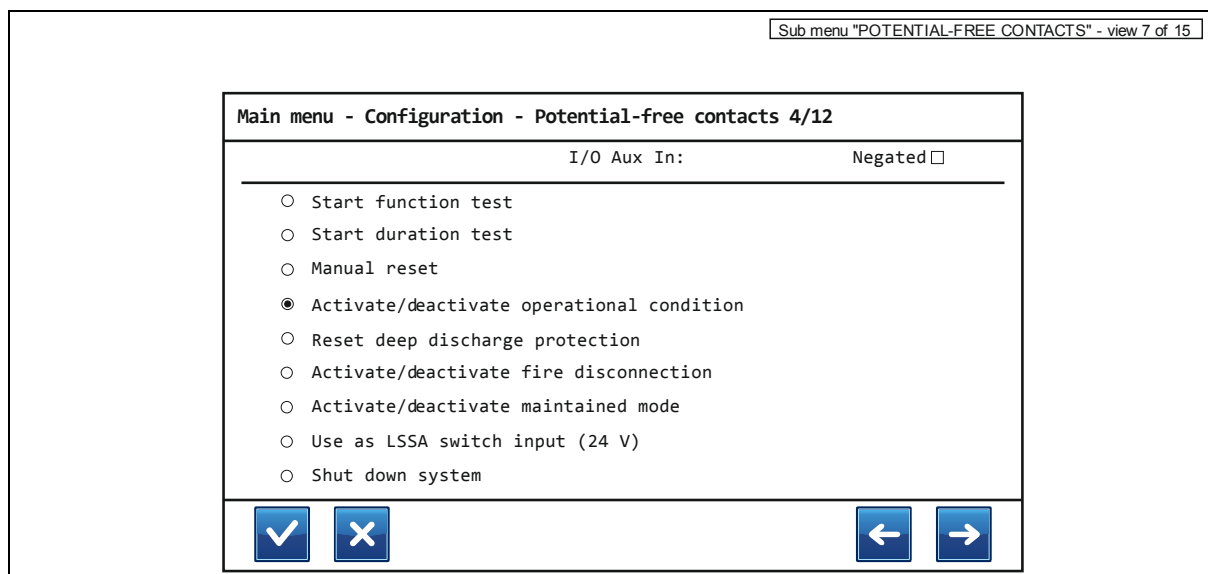 Sub menu "POTENTIAL-FREE CONTACTS" - view 7 of 15
Main menu - Configuration - Potential-free contacts 4/12
I/O Aux In: Negated
Start function test
Start duration test
Manual reset
Activate/deactivate operational condition
Reset deep discharge protection
Activate/deactivate fire disconnection
Activate/deactivate maintained mode
Use as LSSA switch input (24 V)
Shut down system